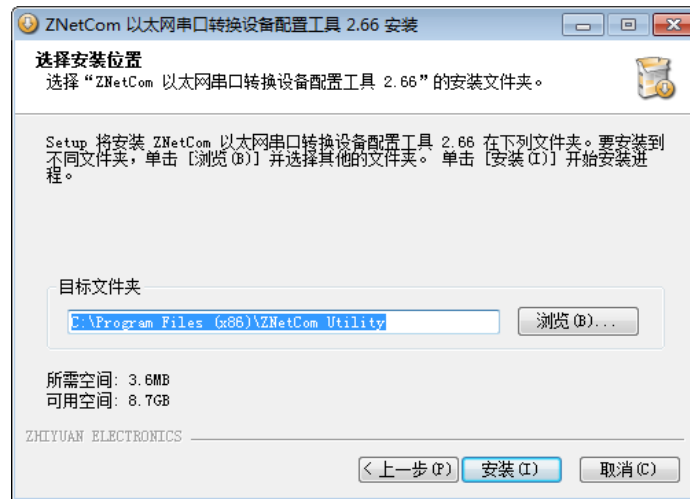 ZNetCom 以太网串口转换设备配置工具 2.66 安装
选择安装位置
选择“ZNetCom 以太网串口转换设备配置工具 2.66”的安装文件夹。
Setup 将安装 ZNetCom 以太网串口转换设备配置工具 2.66 在下列文件夹。要安装到
不同文件夹，单击 [浏览(B)] 并选择其他的文件夹。 单击 [安装(I)] 开始安装进
程。
目标文件夹
C:\Program Files (x86)\ZNetCom Utility
浏览(B)...
所需空间: 3.6MB
可用空间: 8.7GB
ZHIYUAN ELECTRONICS
< 上一步(P) 安装(I) 取消(C)